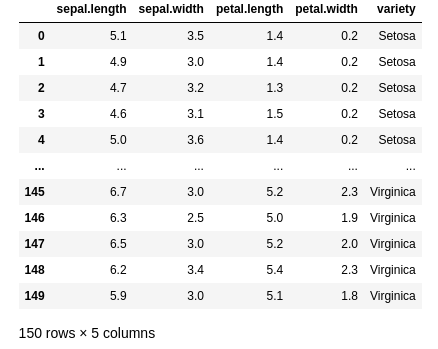 sepal.length sepal.width petal.length petal.width variety
0 5.1 3.5 1.4 0.2 Setosa
1 4.9 3.0 1.4 0.2 Setosa
2 4.7 3.2 1.3 0.2 Setosa
3 4.6 3.1 1.5 0.2 Setosa
4 5.0 3.6 1.4 0.2 Setosa
... ... ... ... ... ...
145 6.7 3.0 5.2 2.3 Virginica
146 6.3 2.5 5.0 1.9 Virginica
147 6.5 3.0 5.2 2.0 Virginica
148 6.2 3.4 5.4 2.3 Virginica
149 5.9 3.0 5.1 1.8 Virginica
150 rows × 5 columns